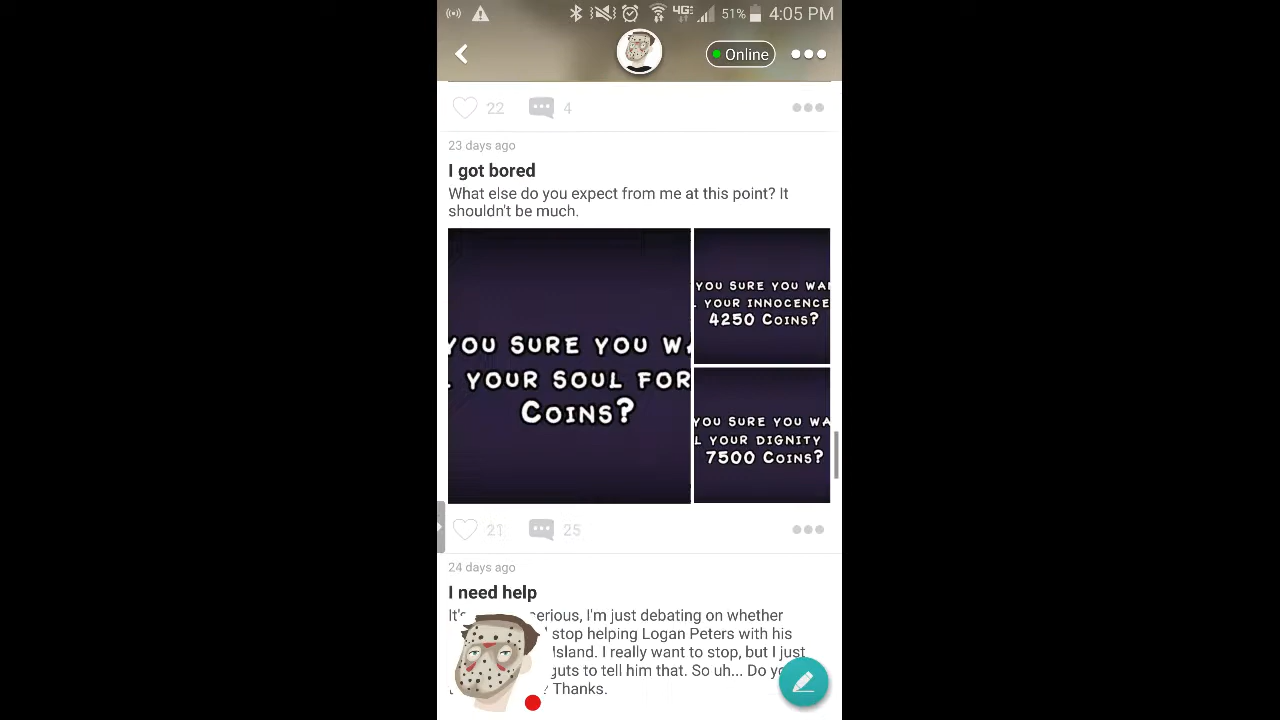 4G 51% 4:05 PM
Online
22 4
23 days ago
I got bored
What else do you expect from me at this point? It
shouldn't be much.
YOU SURE YOU
YOUR SOUL FOR
COINS?
YOU SURE YOU
YOUR INNOCENCE
4250 COINS?
YOU SURE YOU
YOUR DIGNITY
7500 COINS?
21 25
24 days ago
I need help
It's I'm just debating on whether
stop helping Logan Peters with his
Island. I really want to stop, but I just
guts to tell him that. So uh... Do
? Thanks.